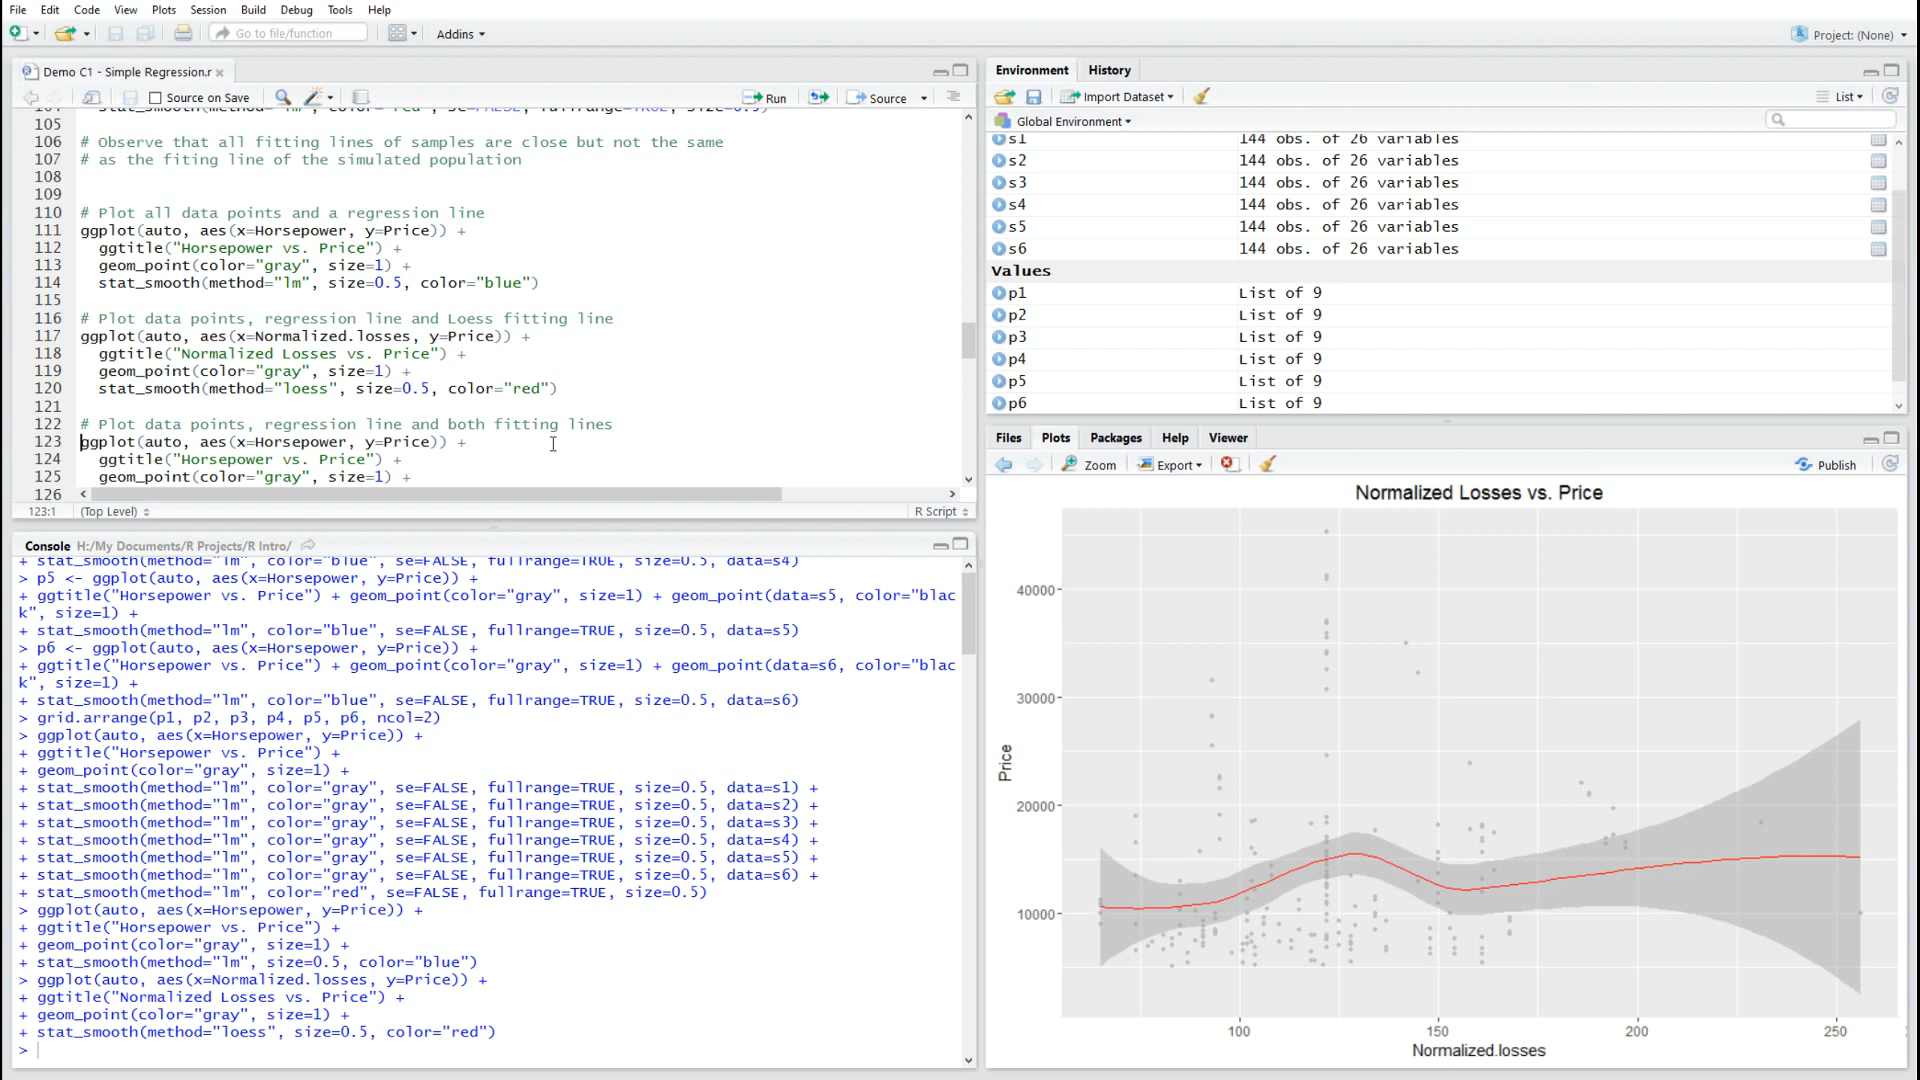 File Edit Code View Plots Session Build Debug Tools Help
Go to file/function
Addins
Project: (None)
Demo C1 - Simple Regression.r
Source on Save
Run
Source
105
106 # Observe that all fitting lines of samples are close but not the same
107 # as the fiting line of the simulated population
108
109
110 # Plot all data points and a regression line
111 ggplot(auto, aes(x=Horsepower, y=Price)) +
112 ggtitle("Horsepower vs. Price") +
113 geom_point(color="gray", size=1) +
114 stat_smooth(method="lm", size=0.5, color="blue")
115
116 # Plot data points, regression line and Loess fitting line
117 ggplot(auto, aes(x=Normalized.losses, y=Price)) +
118 ggtitle("Normalized Losses vs. Price") +
119 geom_point(color="gray", size=1) +
120 stat_smooth(method="loess", size=0.5, color="red")
121
122 # Plot data points, regression line and both fitting lines
123 ggplot(auto, aes(x=Horsepower, y=Price)) +
124 ggtitle("Horsepower vs. Price") +
125 geom_point(color="gray", size=1) +
126
123:1 (Top Level) R Script
Console H:/My Documents/R Projects/R Intro/
+ stat_smooth(method="lm", color="blue", se=FALSE, fullrange=TRUE, size=0.5, data=s4)
> p5 <- ggplot(auto, aes(x=Horsepower, y=Price)) +
+ ggtitle("Horsepower vs. Price") + geom_point(color="gray", size=1) + geom_point(data=s5, color="blac
k", size=1) +
+ stat_smooth(method="lm", color="blue", se=FALSE, fullrange=TRUE, size=0.5, data=s5)
> p6 <- ggplot(auto, aes(x=Horsepower, y=Price)) +
+ ggtitle("Horsepower vs. Price") + geom_point(color="gray", size=1) + geom_point(data=s6, color="blac
k", size=1) +
+ stat_smooth(method="lm", color="blue", se=FALSE, fullrange=TRUE, size=0.5, data=s6)
> grid.arrange(p1, p2, p3, p4, p5, p6, ncol=2)
> ggplot(auto, aes(x=Horsepower, y=Price)) +
+ ggtitle("Horsepower vs. Price") +
+ geom_point(color="gray", size=1) +
+ stat_smooth(method="lm", color="gray", se=FALSE, fullrange=TRUE, size=0.5, data=s1) +
+ stat_smooth(method="lm", color="gray", se=FALSE, fullrange=TRUE, size=0.5, data=s2) +
+ stat_smooth(method="lm", color="gray", se=FALSE, fullrange=TRUE, size=0.5, data=s3) +
+ stat_smooth(method="lm", color="gray", se=FALSE, fullrange=TRUE, size=0.5, data=s4) +
+ stat_smooth(method="lm", color="gray", se=FALSE, fullrange=TRUE, size=0.5, data=s5) +
+ stat_smooth(method="lm", color="gray", se=FALSE, fullrange=TRUE, size=0.5, data=s6) +
+ stat_smooth(method="lm", color="red", se=FALSE, fullrange=TRUE, size=0.5)
> ggplot(auto, aes(x=Horsepower, y=Price)) +
+ ggtitle("Horsepower vs. Price") +
+ geom_point(color="gray", size=1) +
+ stat_smooth(method="lm", size=0.5, color="blue")
> ggplot(auto, aes(x=Normalized.losses, y=Price)) +
+ ggtitle("Normalized Losses vs. Price") +
+ geom_point(color="gray", size=1) +
+ stat_smooth(method="loess", size=0.5, color="red")
>
Environment History
Import Dataset
List
Global Environment
s1 144 obs. of 26 variables
s2 144 obs. of 26 variables
s3 144 obs. of 26 variables
s4 144 obs. of 26 variables
s5 144 obs. of 26 variables
s6 144 obs. of 26 variables
Values
p1 List of 9
p2 List of 9
p3 List of 9
p4 List of 9
p5 List of 9
p6 List of 9
Files Plots Packages Help Viewer
Zoom Export Publish
Normalized Losses vs. Price
40000
30000
20000
10000
Price
100 150 200 250
Normalized.losses